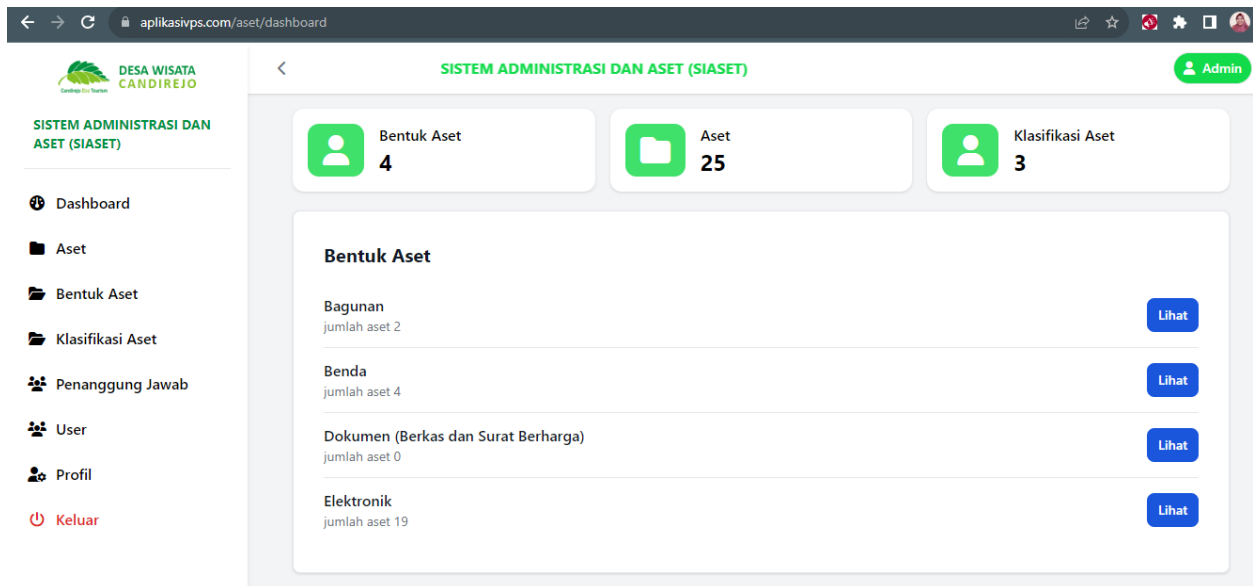 aplikasivps.com/aset/dashboard
DESA WISATA
CANDIREJO
SISTEM ADMINISTRASI DAN
ASET (SIASET)
Dashboard
Aset
Bentuk Aset
Klasifikasi Aset
Penanggung Jawab
User
Profil
Keluar
SISTEM ADMINISTRASI DAN ASET (SIASET)
Admin
Bentuk Aset
4
Aset
25
Klasifikasi Aset
3
Bentuk Aset
Bagunan
jumlah aset 2
Lihat
Benda
jumlah aset 4
Lihat
Dokumen (Berkas dan Surat Berharga)
jumlah aset 0
Lihat
Elektronik
jumlah aset 19
Lihat